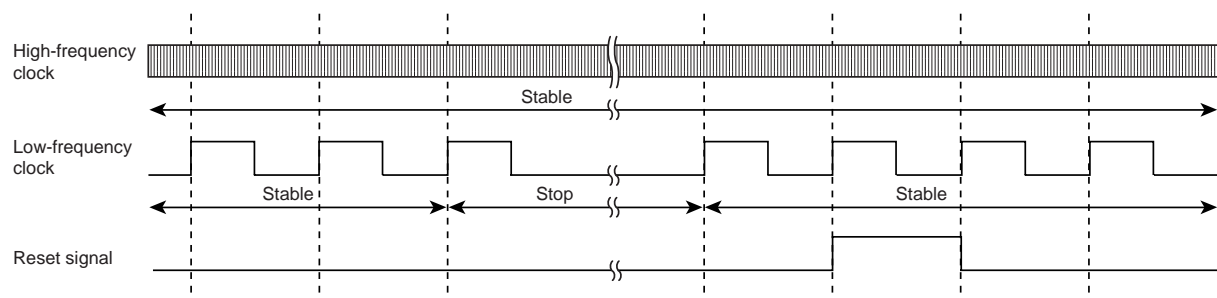 High-frequency
clock
Stable
Low-frequency
clock
Stable
Stop
Stable
Reset signal